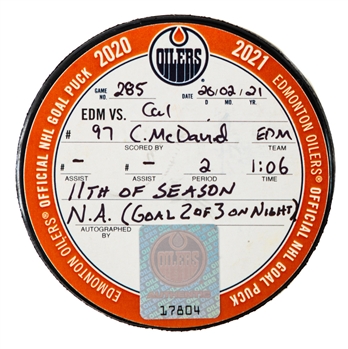 EDMONTON OILERS® OFFICIAL NHL GOAL PUCK 2020
2021 EDMONTON OILERS® OFFICIAL NHL GOAL PUCK
OILERS
GAME NO. 285 DATE 26/02/21
D M Y.
EDM VS. Cal
# 97 C. McDavid EDM
SCORED BY TEAM
# - # - 2 1:06
ASSIST ASSIST PERIOD TIME
11TH OF SEASON
N.A. (GOAL 2 OF 3 ON NIGHT)
AUTOGRAPHED BY
17804